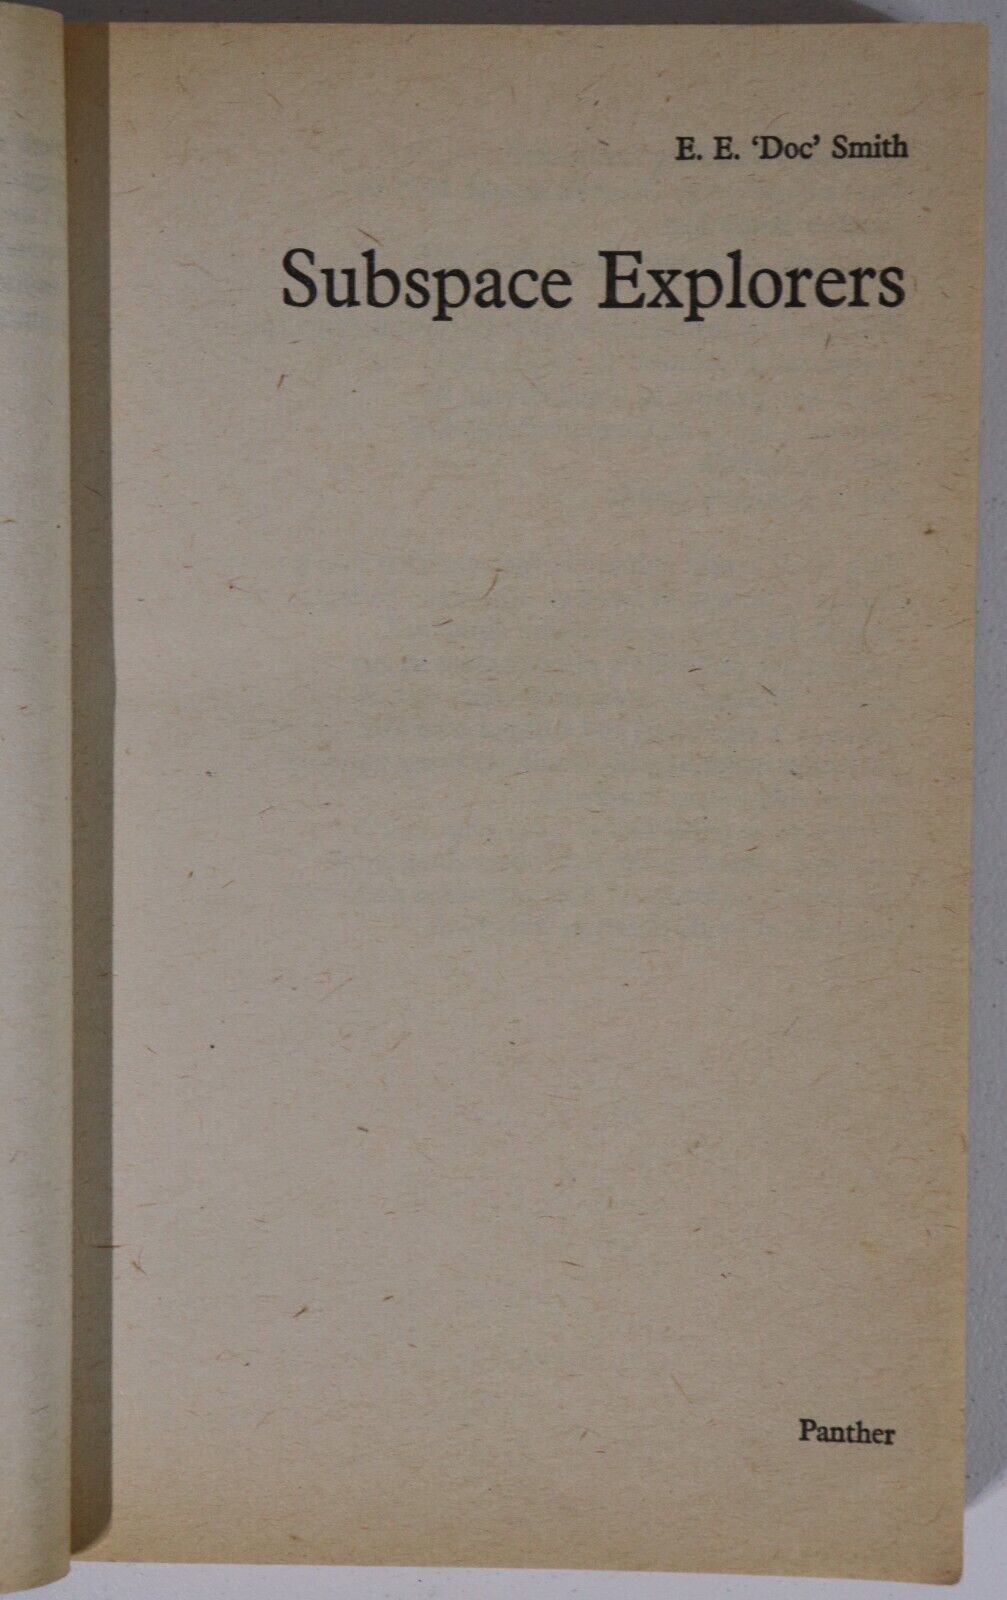 E. E. ‘Doc’ Smith
Subspace Explorers
Panther